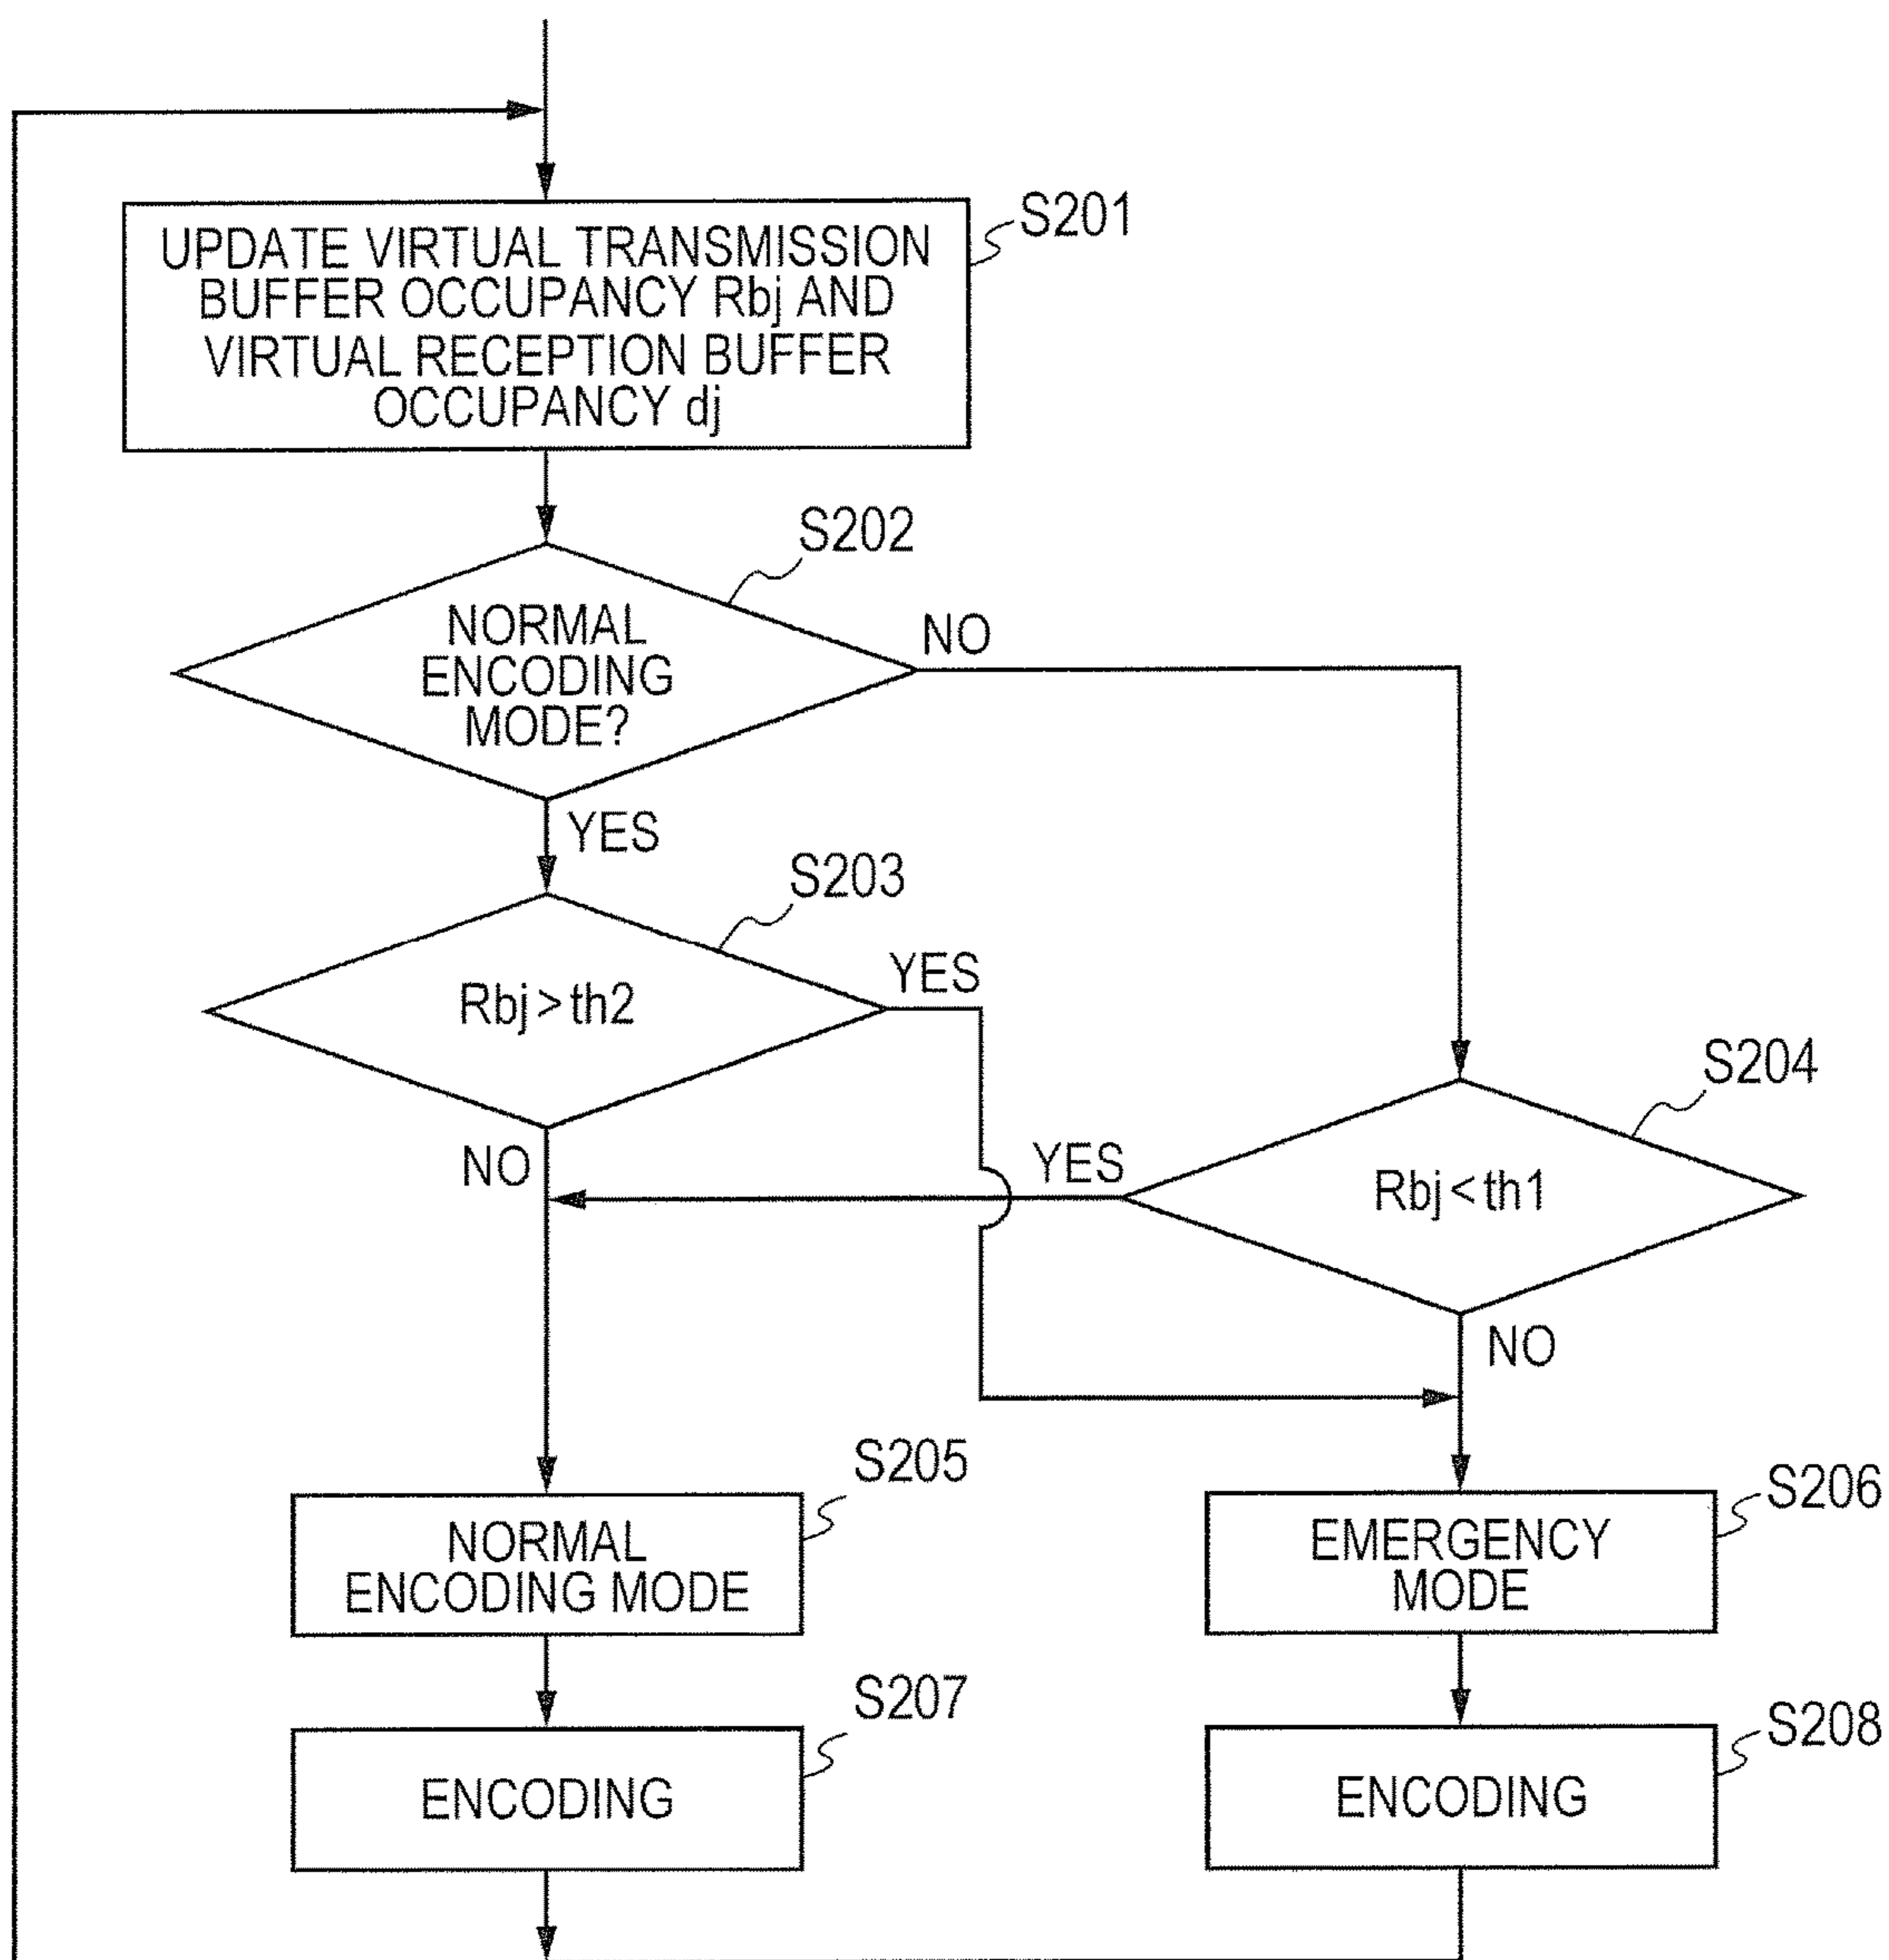 UPDATE VIRTUAL TRANSMISSION
BUFFER OCCUPANCY Rbj AND
VIRTUAL RECEPTION BUFFER
OCCUPANCY dj
S201
S202
NORMAL
ENCODING
MODE?
NO
YES
S203
Rbj > th2
YES
NO
S204
Rbj < th1
YES
NO
S205
NORMAL
ENCODING MODE
S206
EMERGENCY
MODE
S207
ENCODING
S208
ENCODING